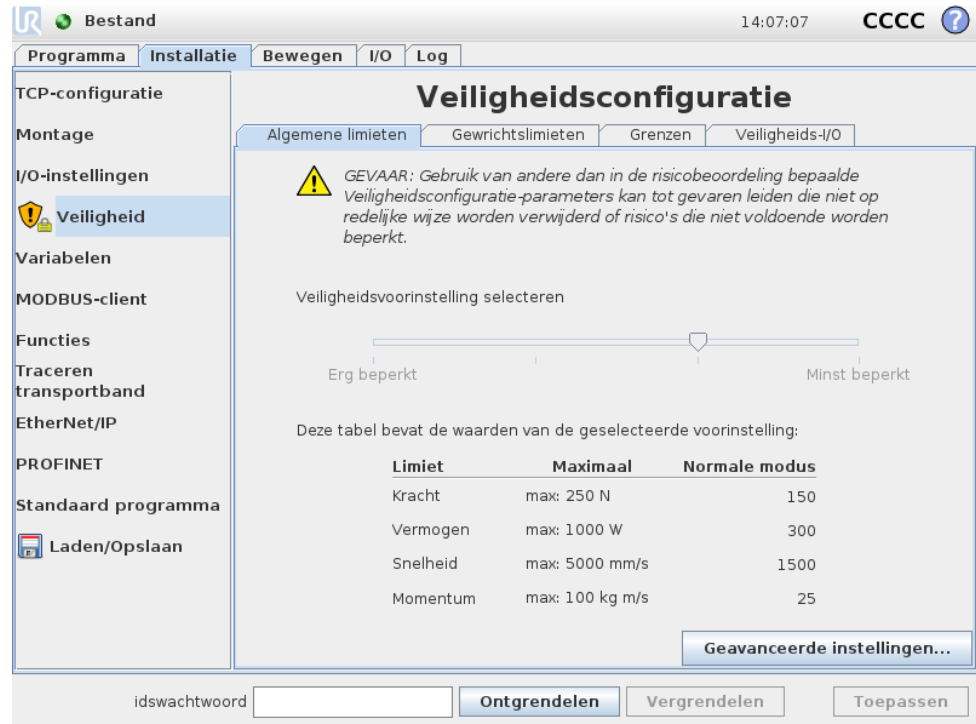 UR Bestand 14:07:07 CCCC ?
Programma Installatie Bewegen I/O Log
TCP-configuratie
Montage
I/O-instellingen
Veiligheid
Variabelen
MODBUS-client
Functies
Traceren
transportband
EtherNet/IP
PROFINET
Standaard programma
Laden/Opslaan
Veiligheidsconfiguratie
Algemene limieten Gewrichtslimieten Grenzen Veiligheids-I/O
GEVAAR: Gebruik van andere dan in de risicobeoordeling bepaalde
Veiligheidsconfiguratie-parameters kan tot gevaren leiden die niet op
redelijke wijze worden verwijderd of risico's die niet voldoende worden
beperkt.
Veiligheidsvoorinstelling selecteren
Erg beperkt Minst beperkt
Deze tabel bevat de waarden van de geselecteerde voorinstelling:
Limiet Maximaal Normale modus
Kracht max: 250 N 150
Vermogen max: 1000 W 300
Snelheid max: 5000 mm/s 1500
Momentum max: 100 kg m/s 25
Geavanceerde instellingen...
idswachtwoord Ontgrendelen Vergrendelen Toepassen